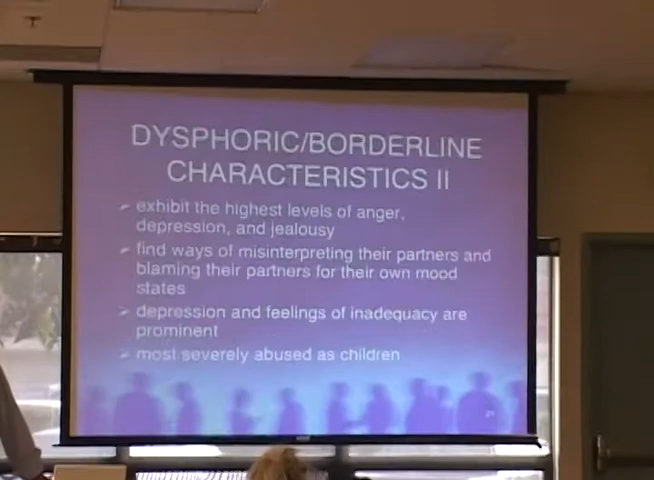 DYSPHORIC/BORDERLINE
CHARACTERISTICS II
exhibit the highest levels of anger,
depression, and jealousy
find ways of misinterpreting their partners and
blaming their partners for their own mood
states
depression and feelings of inadequacy are
prominent
most severely abused as children